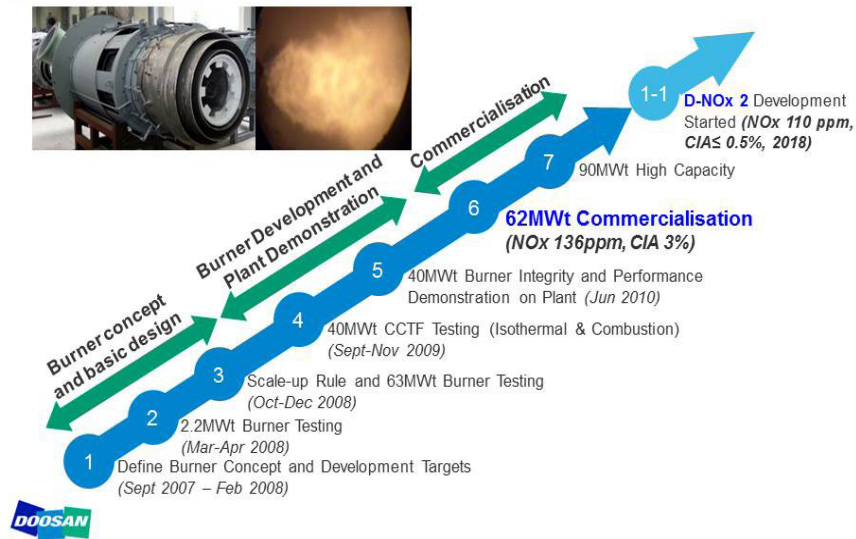 Commercialisation
Burner Development and
Plant Demonstration
Burner concept
and basic design
1-1
D-NOx 2 Development
Started (NOx 110 ppm,
CIA≤ 0.5%, 2018)
7
90MWt High Capacity
6
62MWt Commercialisation
(NOx 136ppm, CIA 3%)
5
40MWt Burner Integrity and Performance
Demonstration on Plant (Jun 2010)
4
40MWt CCTF Testing (Isothermal & Combustion)
(Sept-Nov 2009)
3
Scale-up Rule and 63MWt Burner Testing
(Oct-Dec 2008)
2
2.2MWt Burner Testing
(Mar-Apr 2008)
1
Define Burner Concept and Development Targets
(Sept 2007 – Feb 2008)
DOOSAN